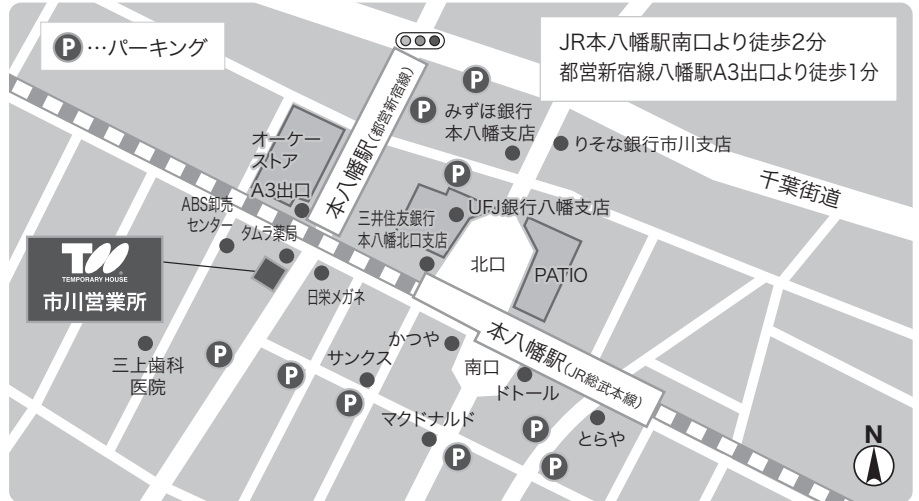 P…パーキング
JR本八幡駅南口より徒歩2分
都営新宿線八幡駅A3出口より徒歩1分
P
P
みずほ銀行
本八幡支店
りそな銀行市川支店
千葉街道
本八幡駅(都営新宿線)
オーケー
ストア
A3出口
P
UFJ銀行八幡支店
三井住友銀行
本八幡北口支店
ABS卸売
センター
タムラ薬局
北口
PATIO
TEMPORARY HOUSE
市川営業所
日栄メガネ
本八幡駅(JR総武本線)
かつや
南口
サンクス
ドトール
三上歯科
医院
P
P
P
マクドナルド
とらや
P
P
P
N